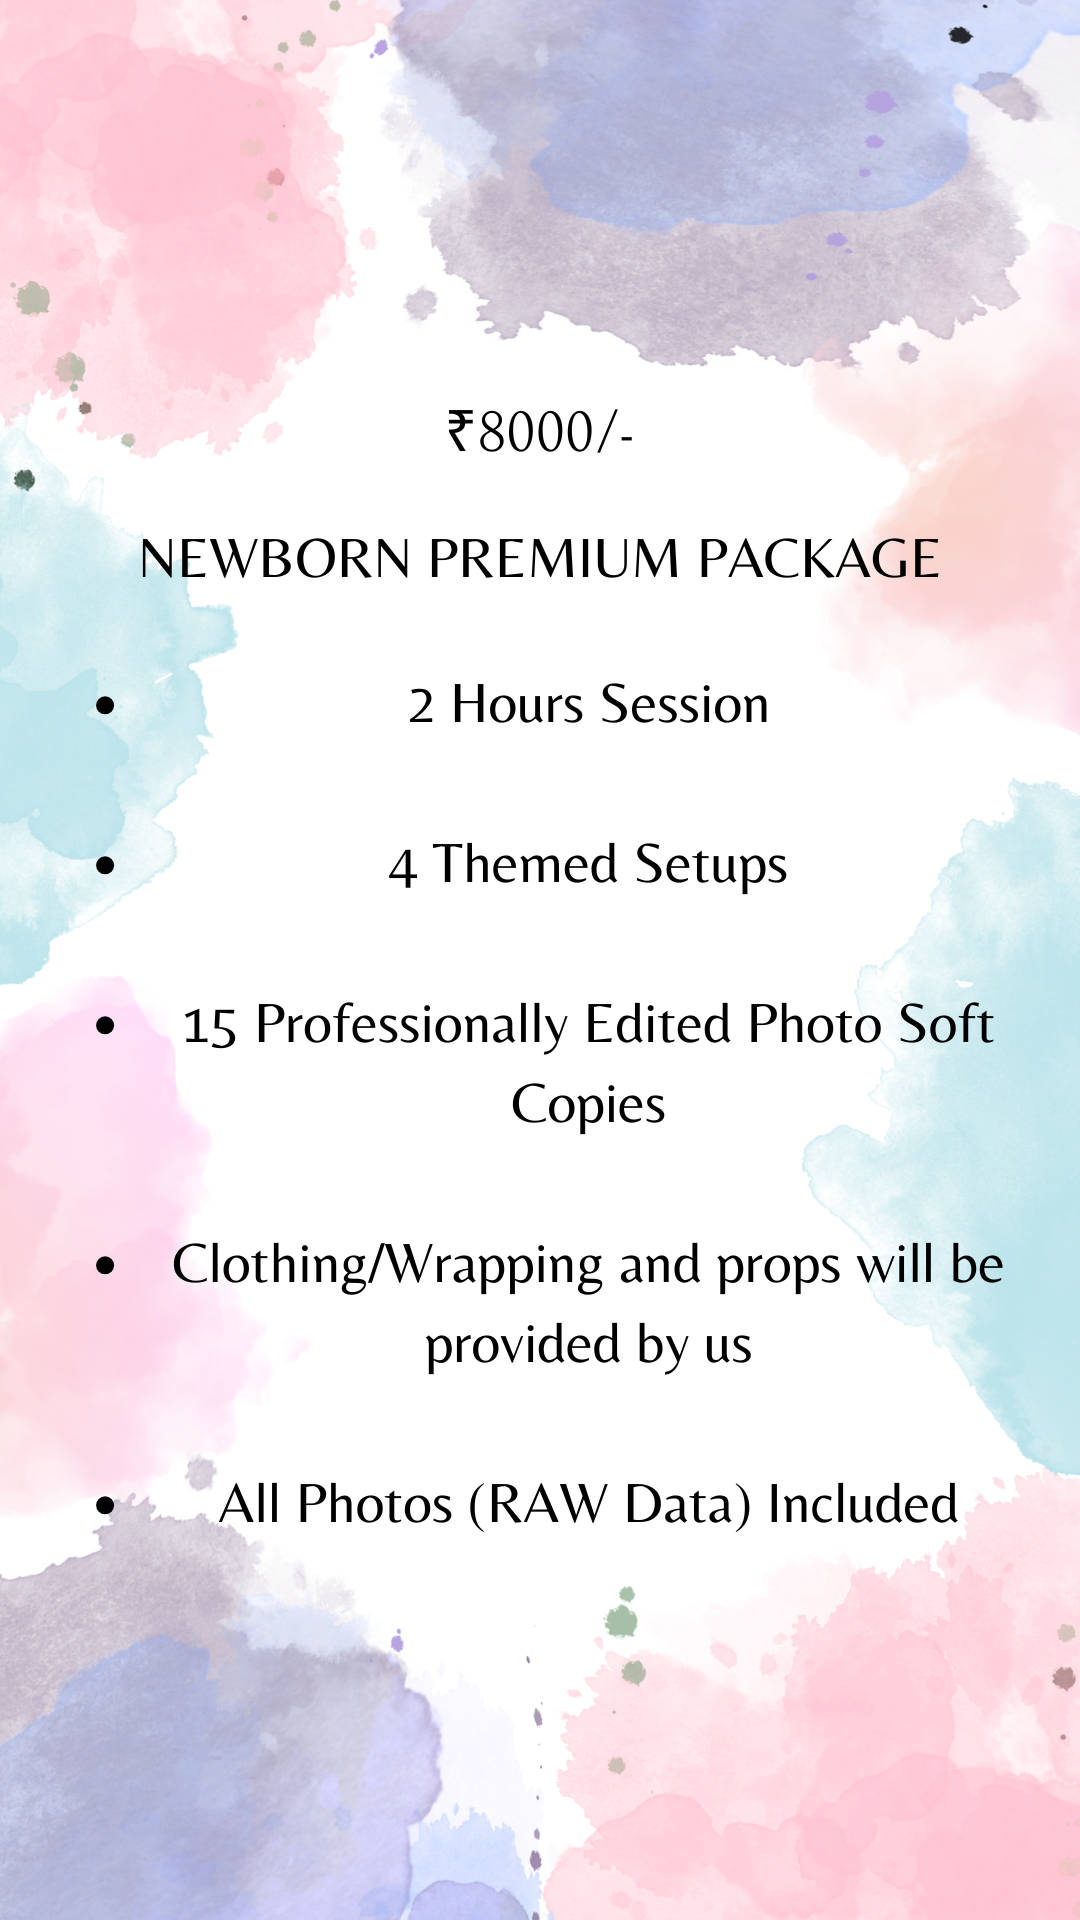 ₹8000/-
NEWBORN PREMIUM PACKAGE
• 2 Hours Session
• 4 Themed Setups
• 15 Professionally Edited Photo Soft
Copies
• Clothing/Wrapping and props will be
provided by us
• All Photos (RAW Data) Included